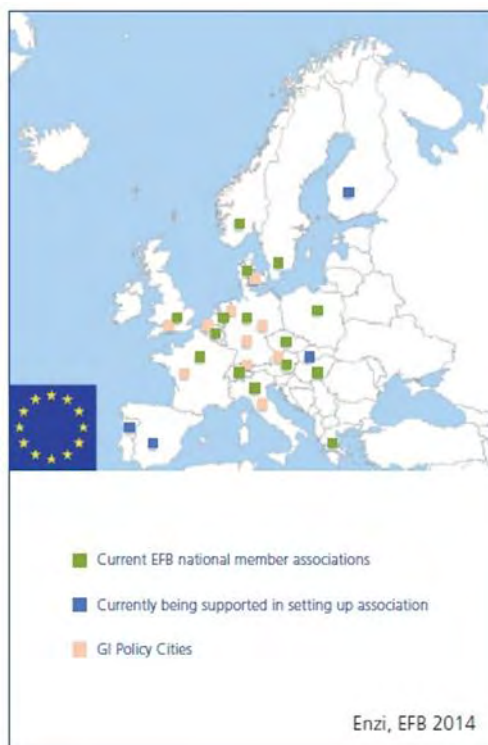 Current EFB national member associations
Currently being supported in setting up association
GI Policy Cities
Enzi, EFB 2014